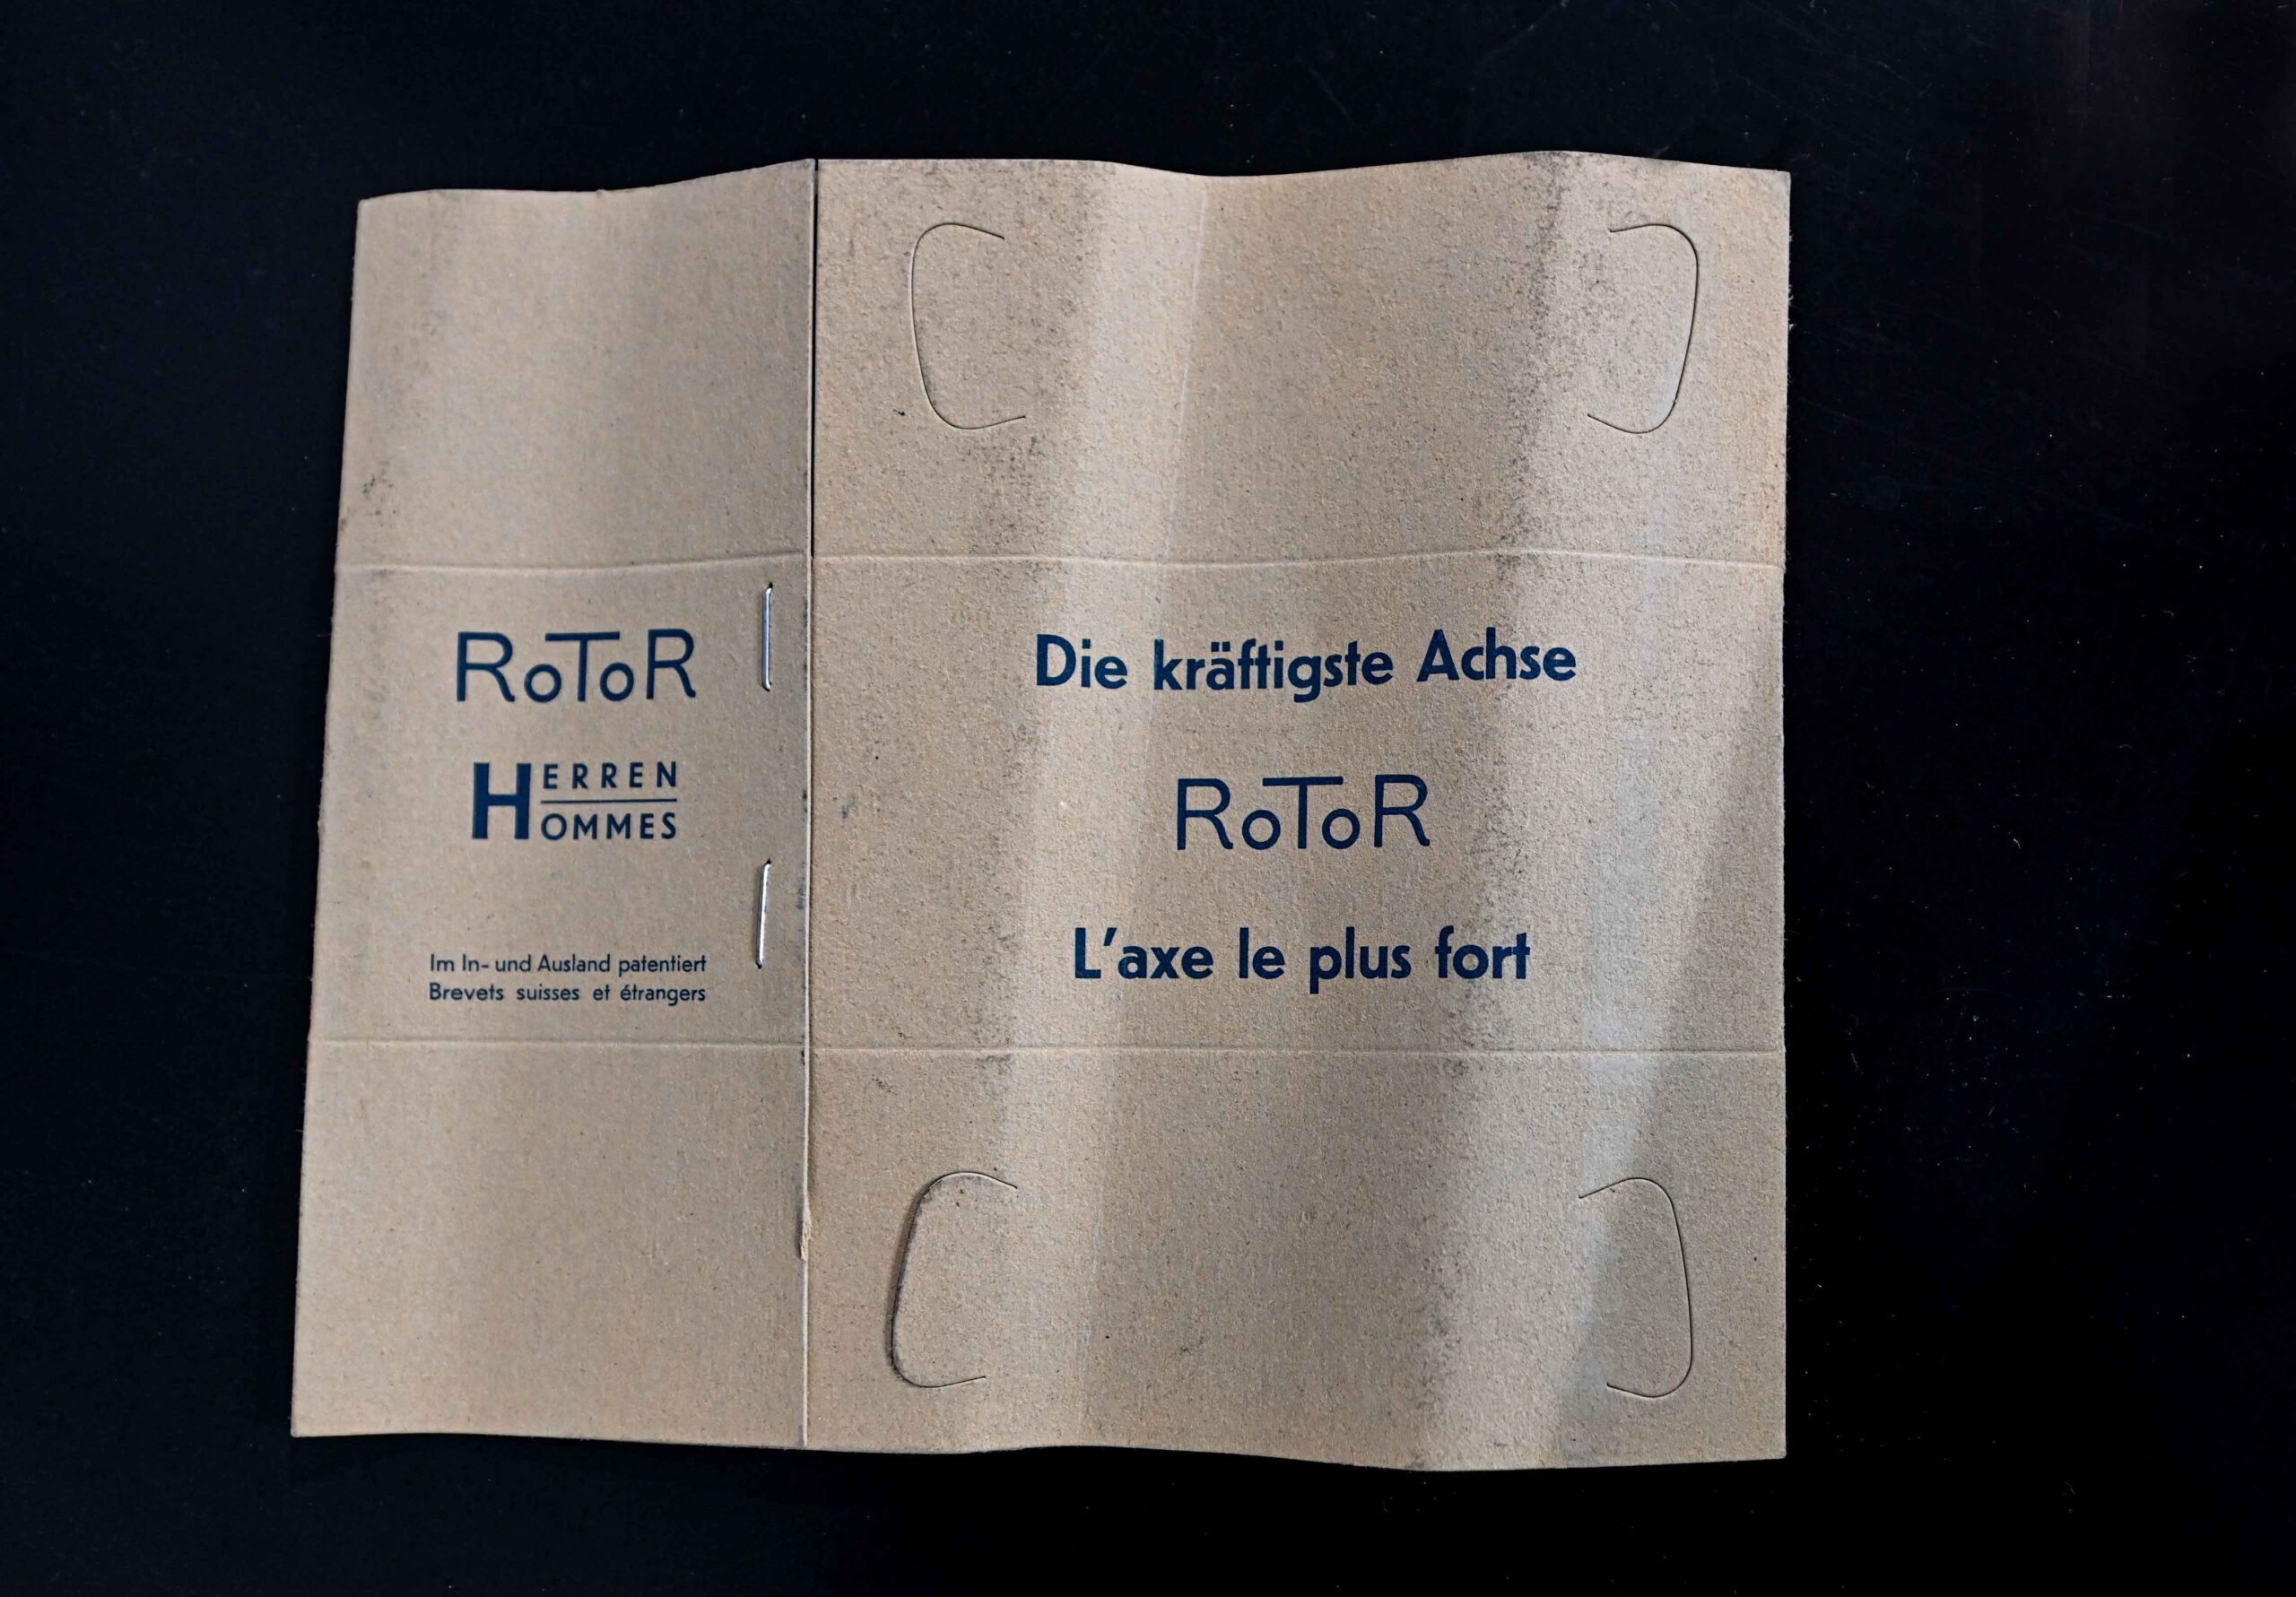 RoToR
HERREN
HOMMES
Im In- und Ausland patentiert
Brevets suisses et étrangers
Die kräftigste Achse
RoToR
L'axe le plus fort